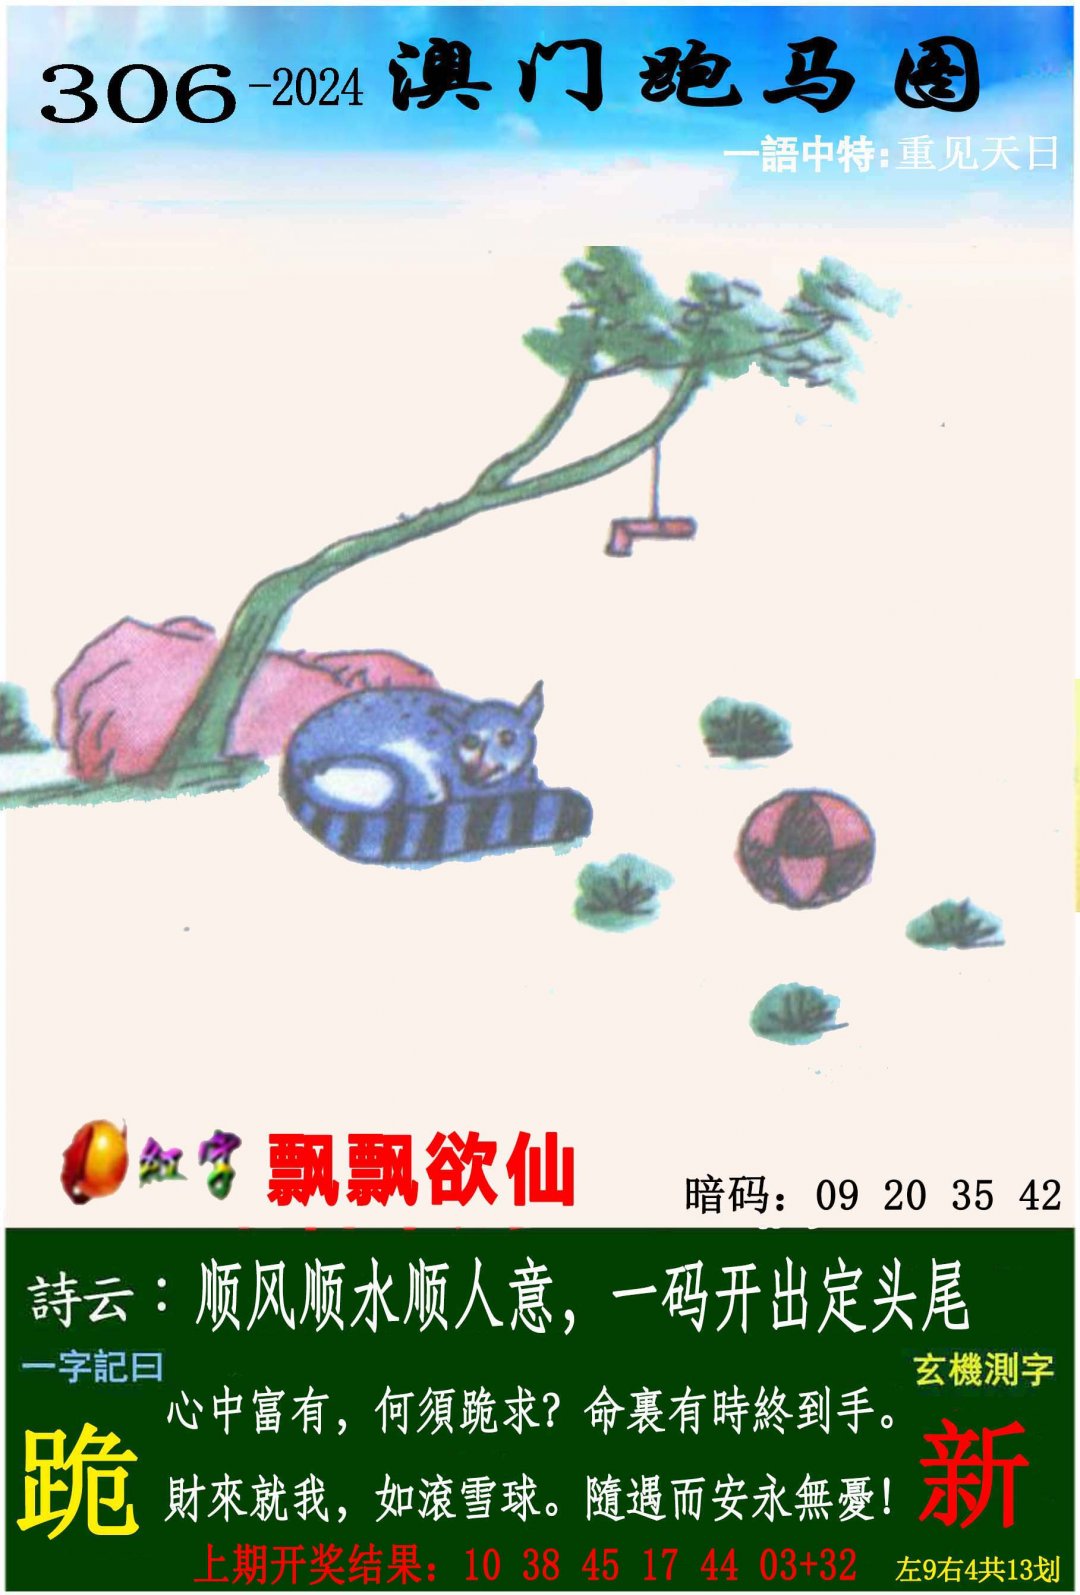 306-2024 澳门跑马图
一語中特:重见天日
红字 飘飘欲仙
暗码：09 20 35 42
詩云：顺风顺水顺人意，一码开出定头尾
一字記曰
玄機測字
心中富有，何須跪求？命裏有時終到手。
跪
新
財來就我，如滾雪球。隨遇而安永無憂！
上期开奖结果：10 38 45 17 44 03+32
左9右4共13划